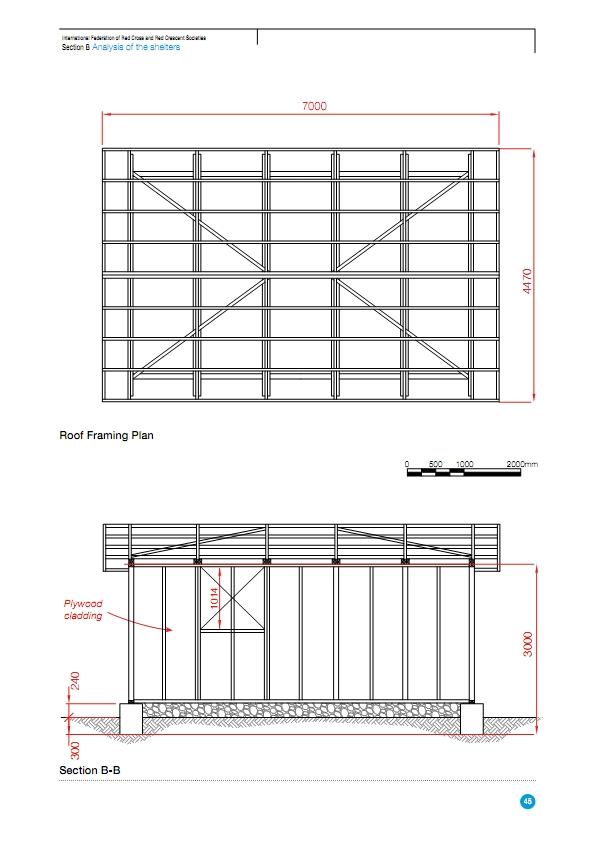 International Federation of Red Cross and Red Crescent Societies
Section B Analysis of the shelters
7000
4470
Roof Framing Plan
0 500 1000 2000mm
1014
Plywood
cladding
3000
240
300
Section B-B
45